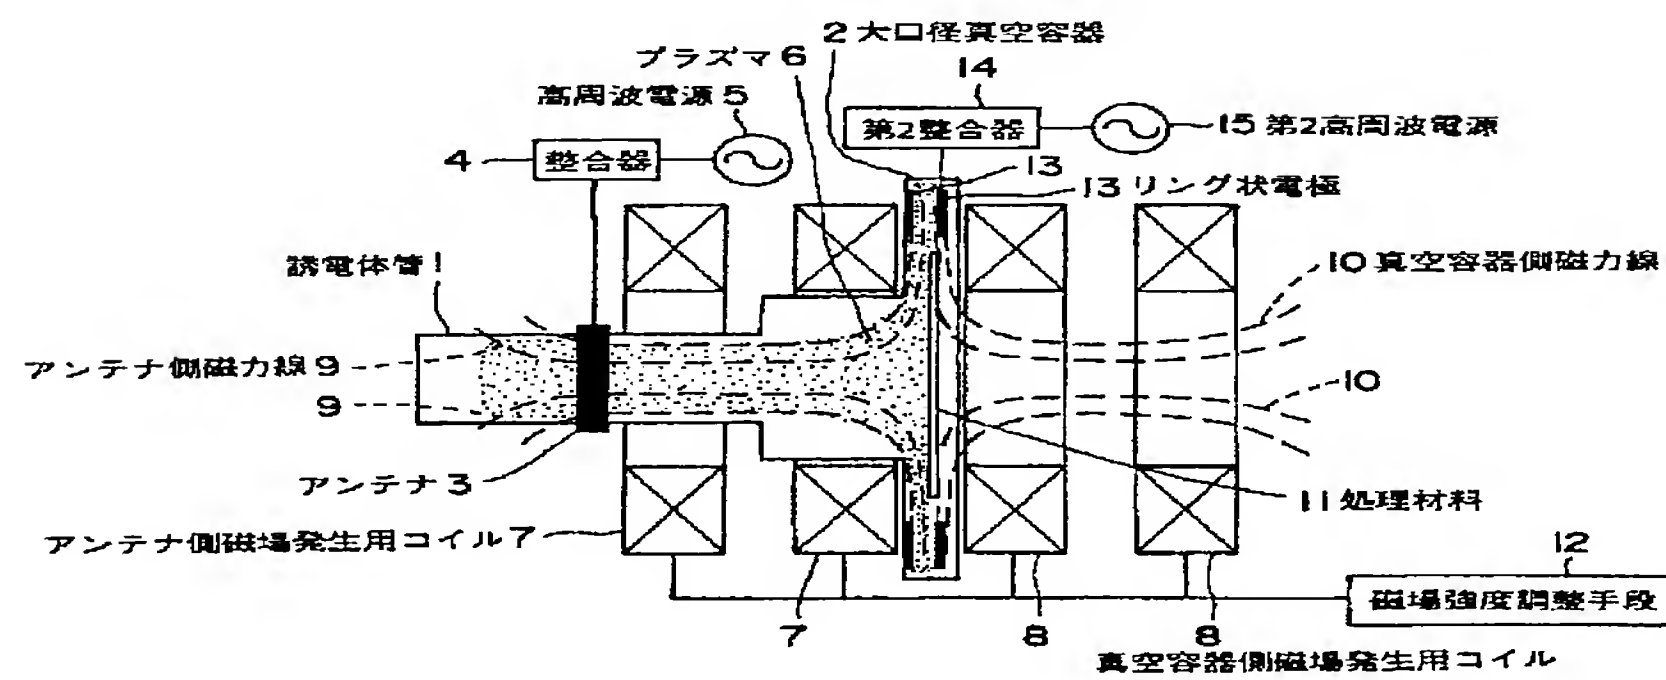 2 大口径真空容器
プラズマ6
14
高周波電源5
第2整合器
15 第2高周波電源
4
整合器
13
13 リング状電極
誘電体管1
10 真空容器側磁力線
アンテナ側磁力線9
9
10
アンテナ3
11 処理材料
アンテナ側磁場発生用コイル7
12
磁場強度調整手段
7
8
8
真空容器側磁場発生用コイル